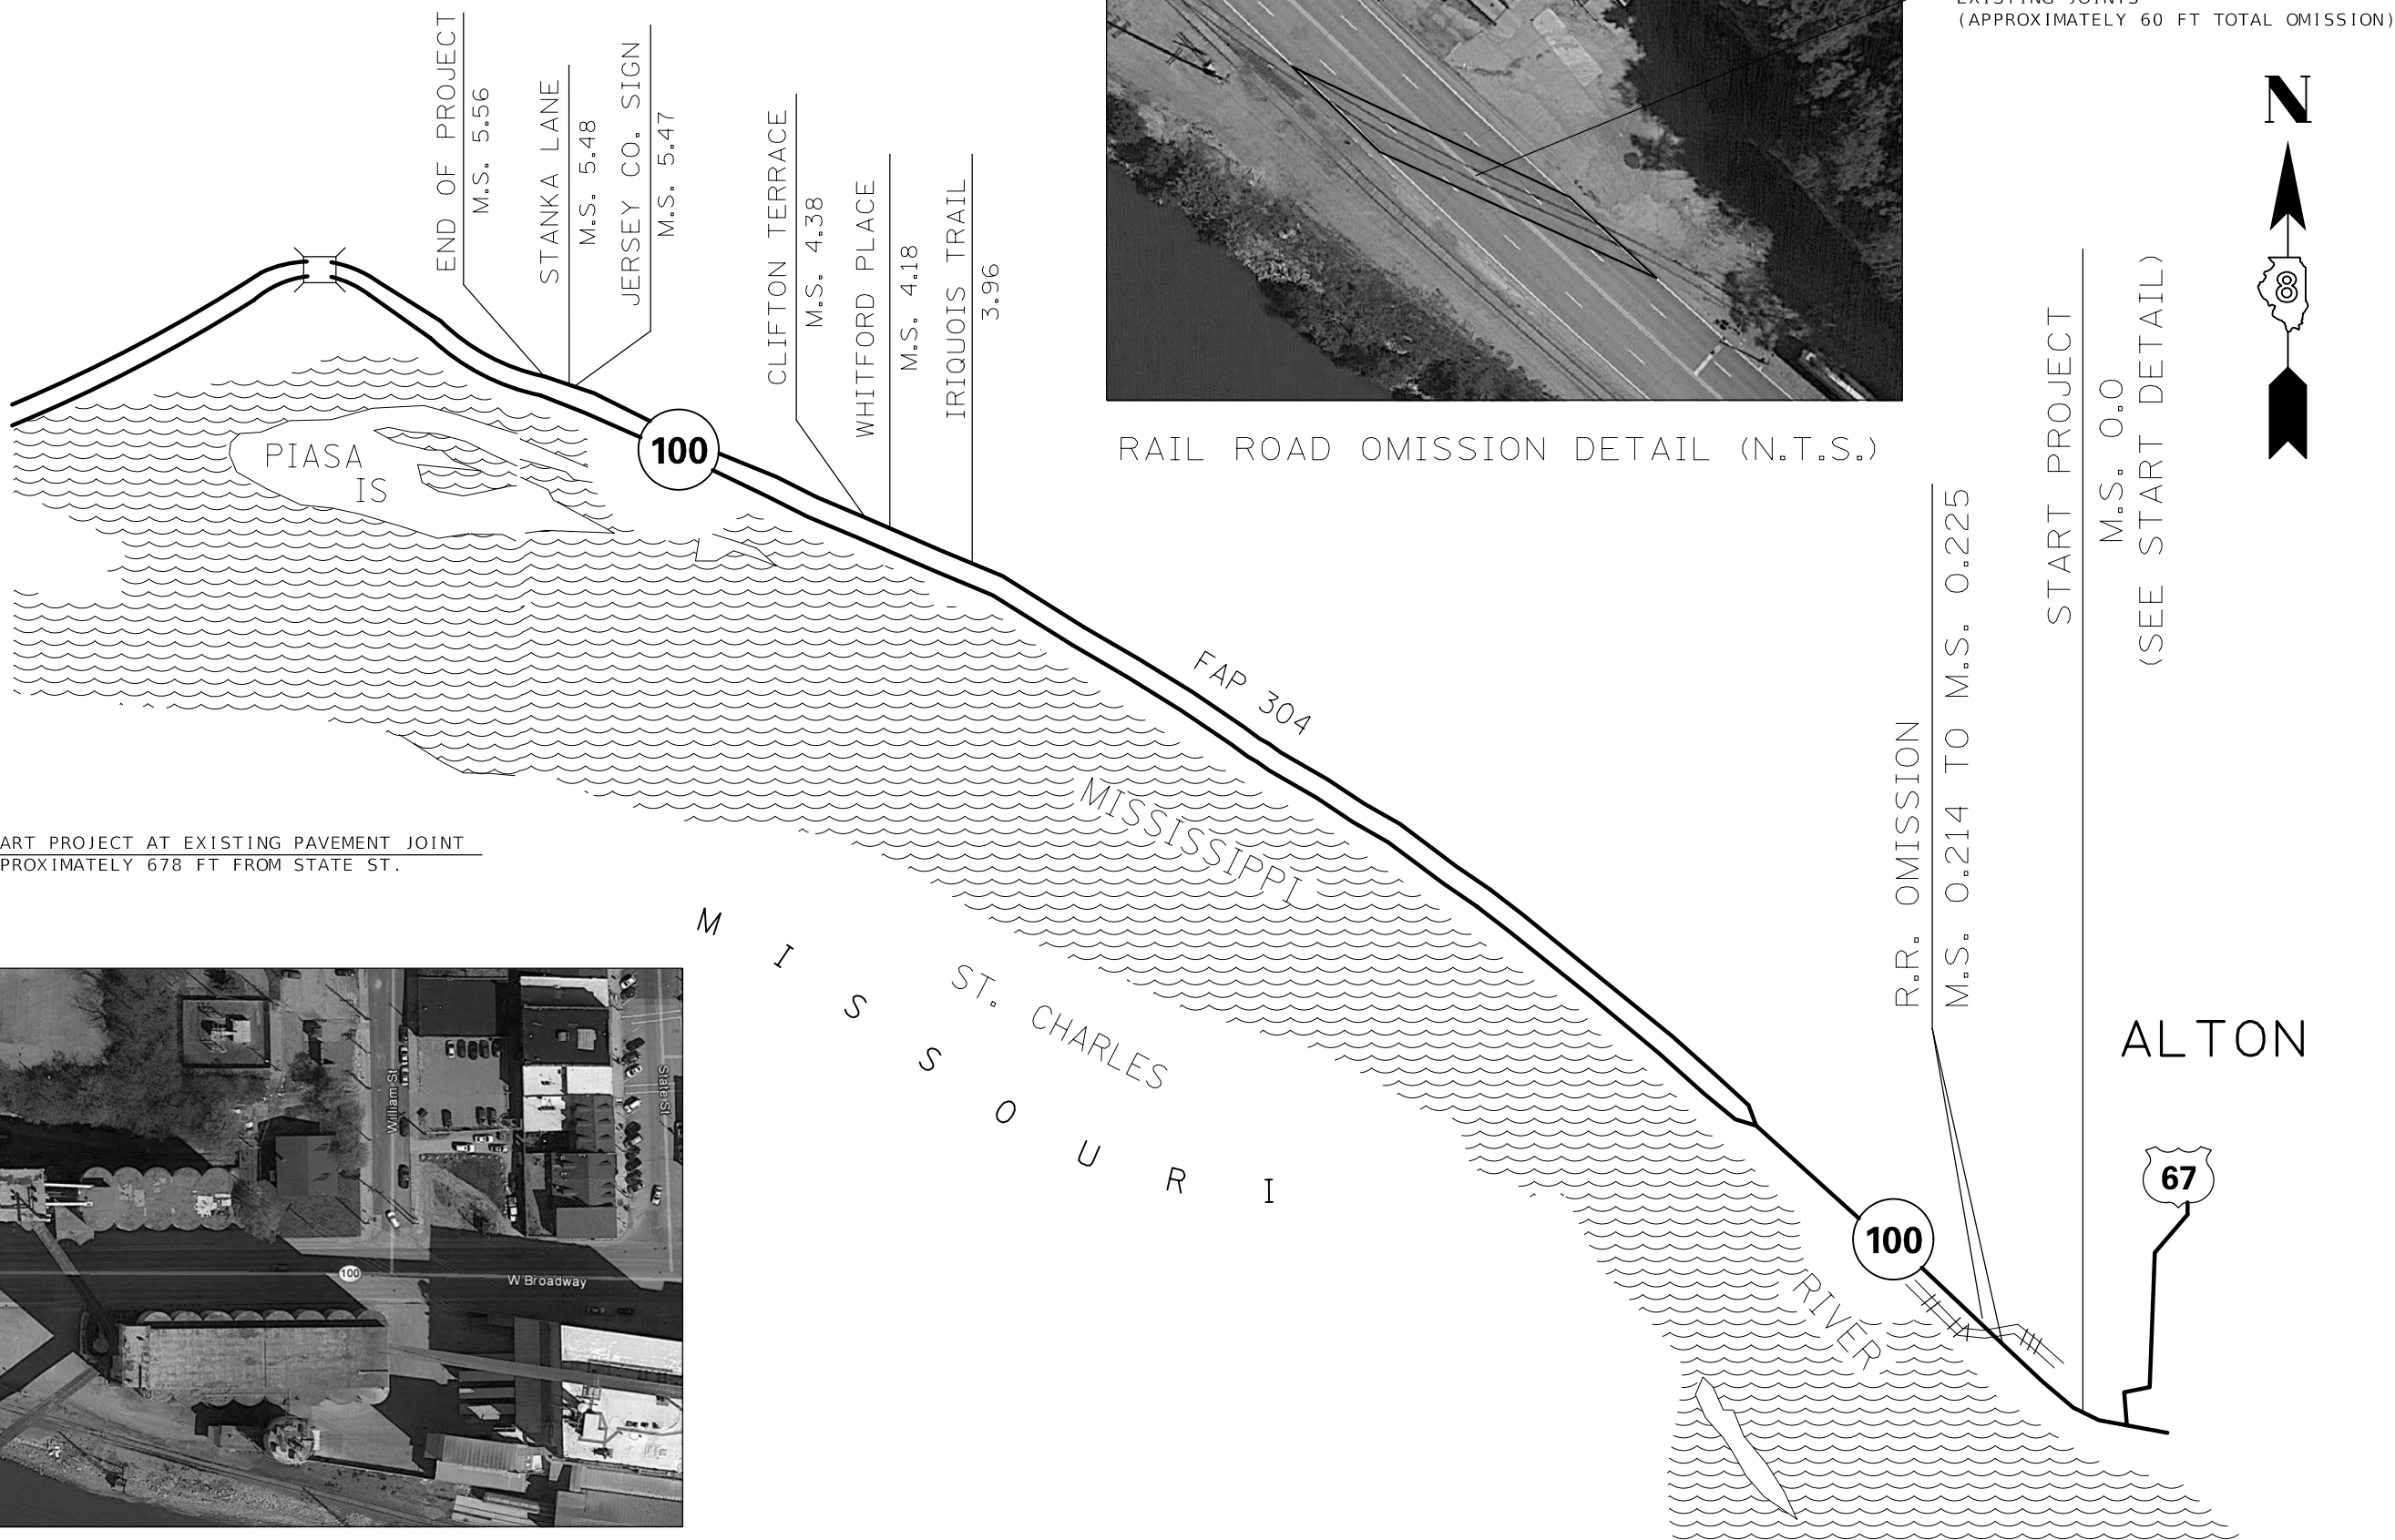 EXISTING JOINTS
(APPROXIMATELY 60 FT TOTAL OMISSION)
N
8
END OF PROJECT
M.S. 5.56
STANKA LANE
M.S. 5.48
JERSEY CO. SIGN
M.S. 5.47
CLIFTON TERRACE
M.S. 4.38
WHITFORD PLACE
M.S. 4.18
IRIQUOIS TRAIL
3.96
RAIL ROAD OMISSION DETAIL (N.T.S.)
START PROJECT
M.S. 0.0
(SEE START DETAIL)
R.R. OMISSION
M.S. 0.214 TO M.S. 0.225
PIASA
IS
100
FAP 304
MISSISSIPPI
ART PROJECT AT EXISTING PAVEMENT JOINT
PROXIMATELY 678 FT FROM STATE ST.
MISSOURI
ST. CHARLES
ALTON
67
100
RIVER
William St
State St
100
W Broadway